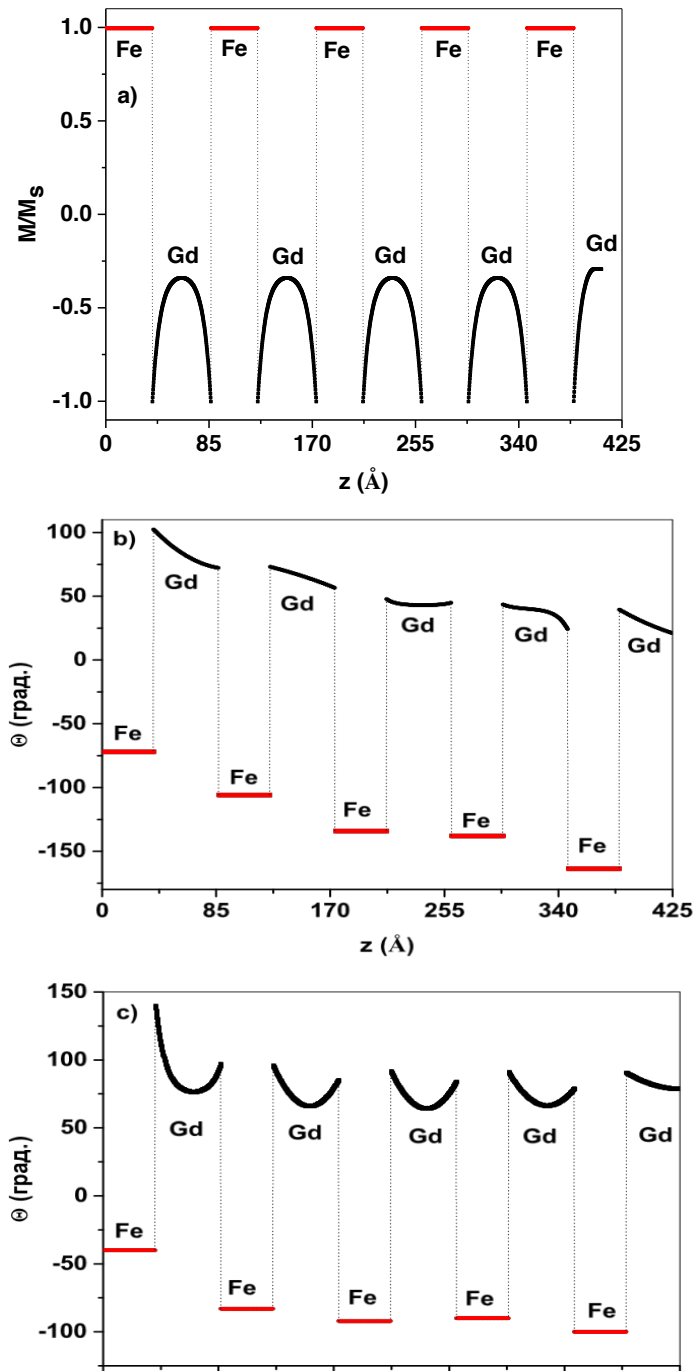 1.0
Fe Fe Fe Fe Fe
a)
0.5
M/Ms
0.0
Gd Gd Gd Gd Gd
-0.5
-1.0
0 85 170 255 340 425
z (Å)
100
b)
Gd Gd Gd Gd Gd
50
0
Θ (град.)
-50
Fe Fe Fe Fe Fe
-100
-150
0 85 170 255 340 425
z (Å)
150
c)
100
50
Gd Gd Gd Gd Gd
Θ (град.)
0
Fe Fe Fe Fe Fe
-50
-100